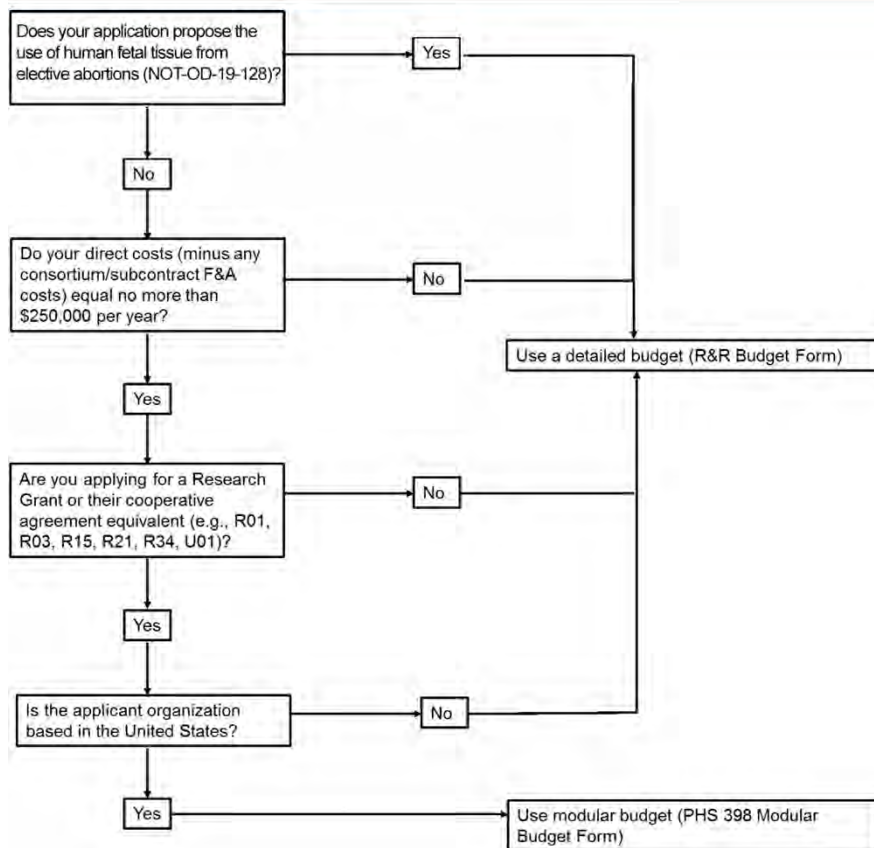 Does your application propose the
use of human fetal tissue from
elective abortions (NOT-OD-19-128)?
Yes
No
Do your direct costs (minus any
consortium/subcontract F&A
costs) equal no more than
$250,000 per year?
No
Use a detailed budget (R&R Budget Form)
Yes
Are you applying for a Research
Grant or their cooperative
agreement equivalent (e.g., R01,
R03, R15, R21, R34, U01)?
No
Yes
Is the applicant organization
based in the United States?
No
Yes
Use modular budget (PHS 398 Modular
Budget Form)